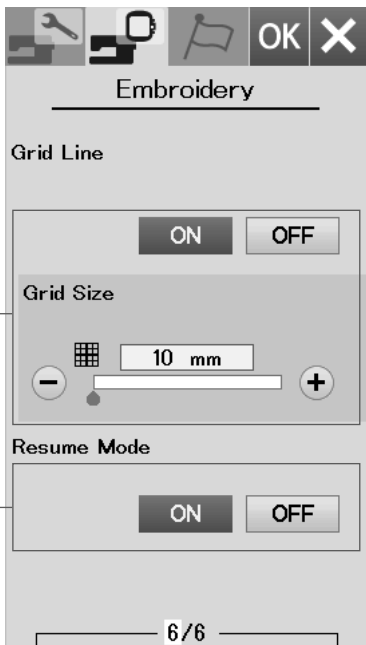 OK X
Embroidery
Grid Line
ON OFF
Grid Size
10 mm
− +
Resume Mode
ON OFF
6/6